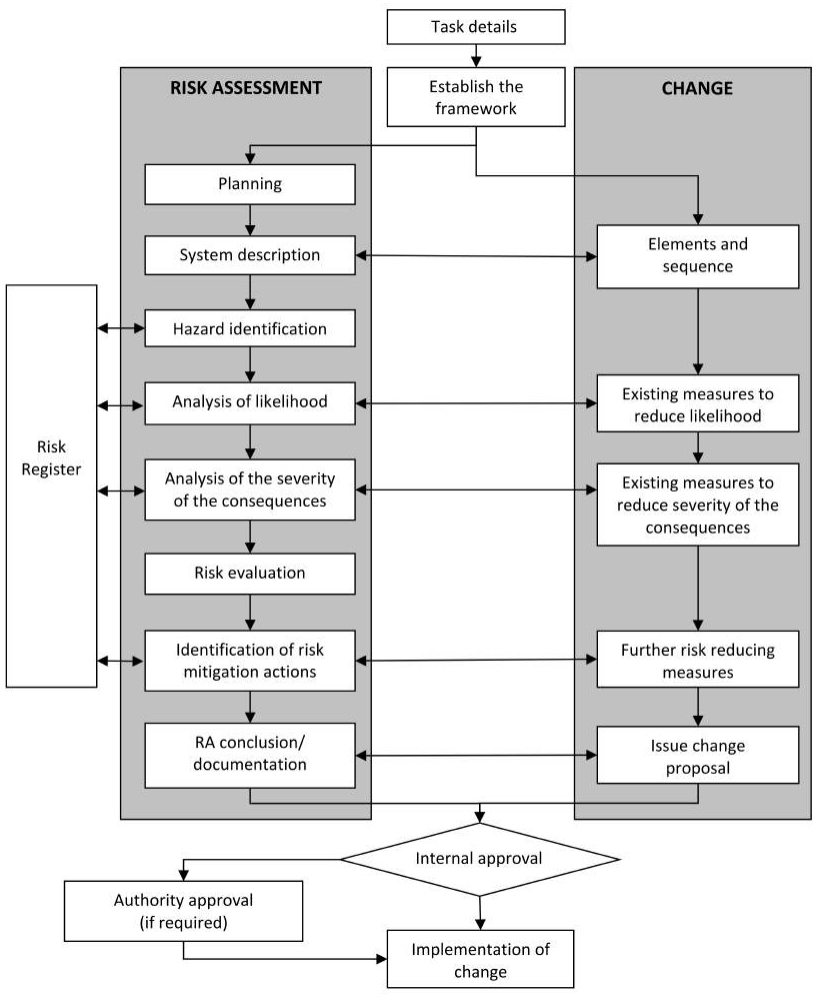 Task details
Establish the
framework
RISK ASSESSMENT
Planning
System description
Hazard identification
Analysis of likelihood
Analysis of the severity
of the consequences
Risk evaluation
Identification of risk
mitigation actions
RA conclusion/
documentation
Risk
Register
CHANGE
Elements and
sequence
Existing measures to
reduce likelihood
Existing measures to
reduce severity of the
consequences
Further risk reducing
measures
Issue change
proposal
Internal approval
Authority approval
(if required)
Implementation of
change